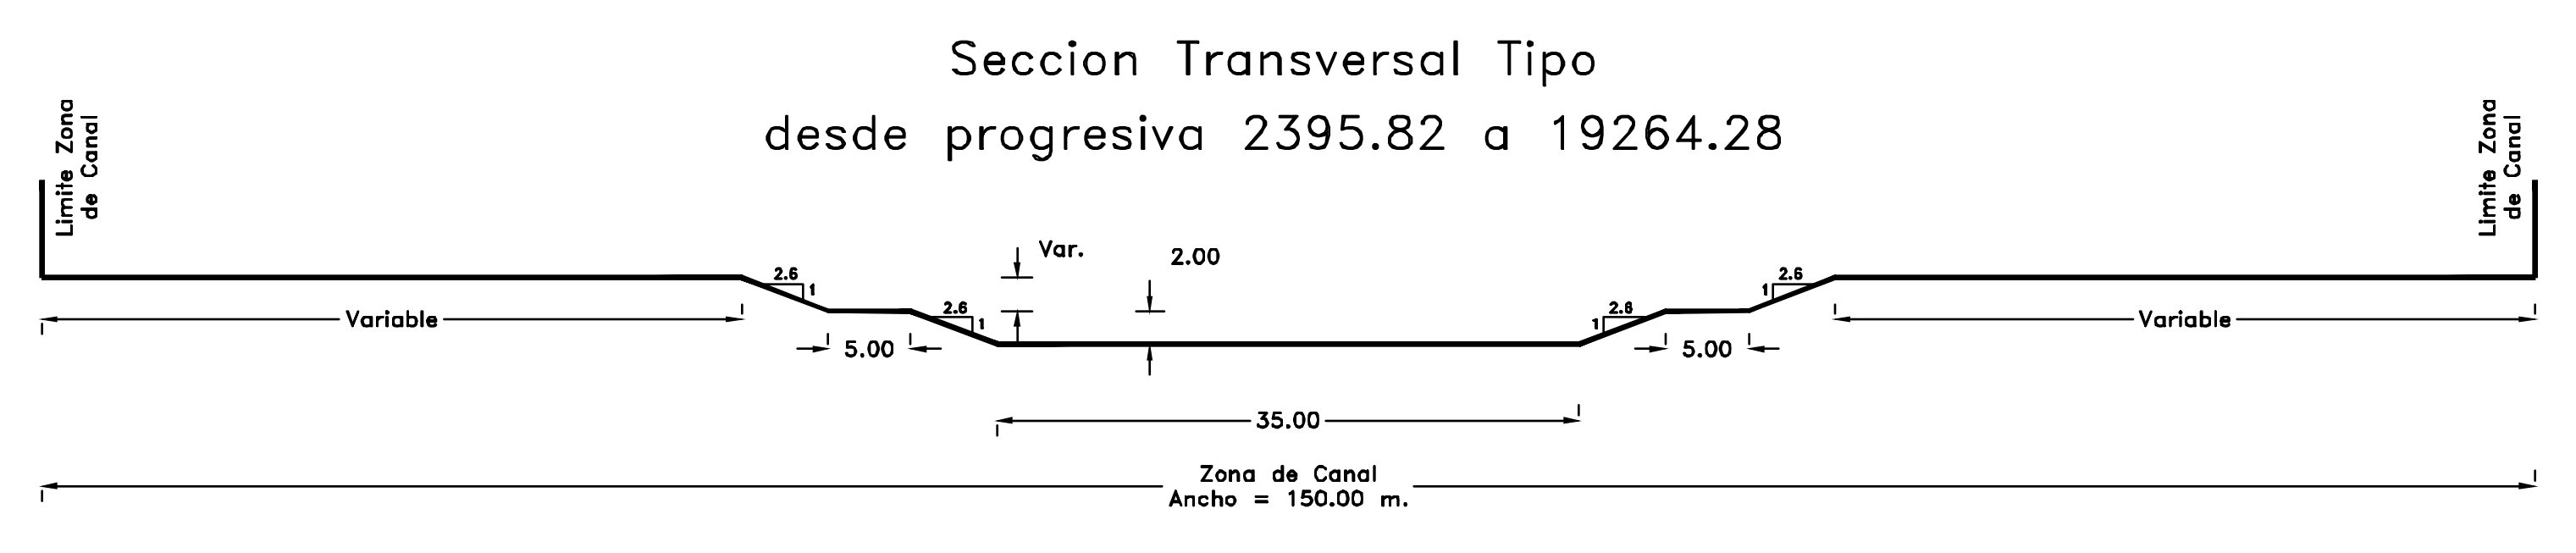 Seccion Transversal Tipo
desde progresiva 2395.82 a 19264.28
Limite Zona
de Canal
Limite Zona
de Canal
Var.
2.00
2.6
1
2.6
1
2.6
1
2.6
1
Variable
Variable
5.00
5.00
35.00
Zona de Canal
Ancho = 150.00 m.